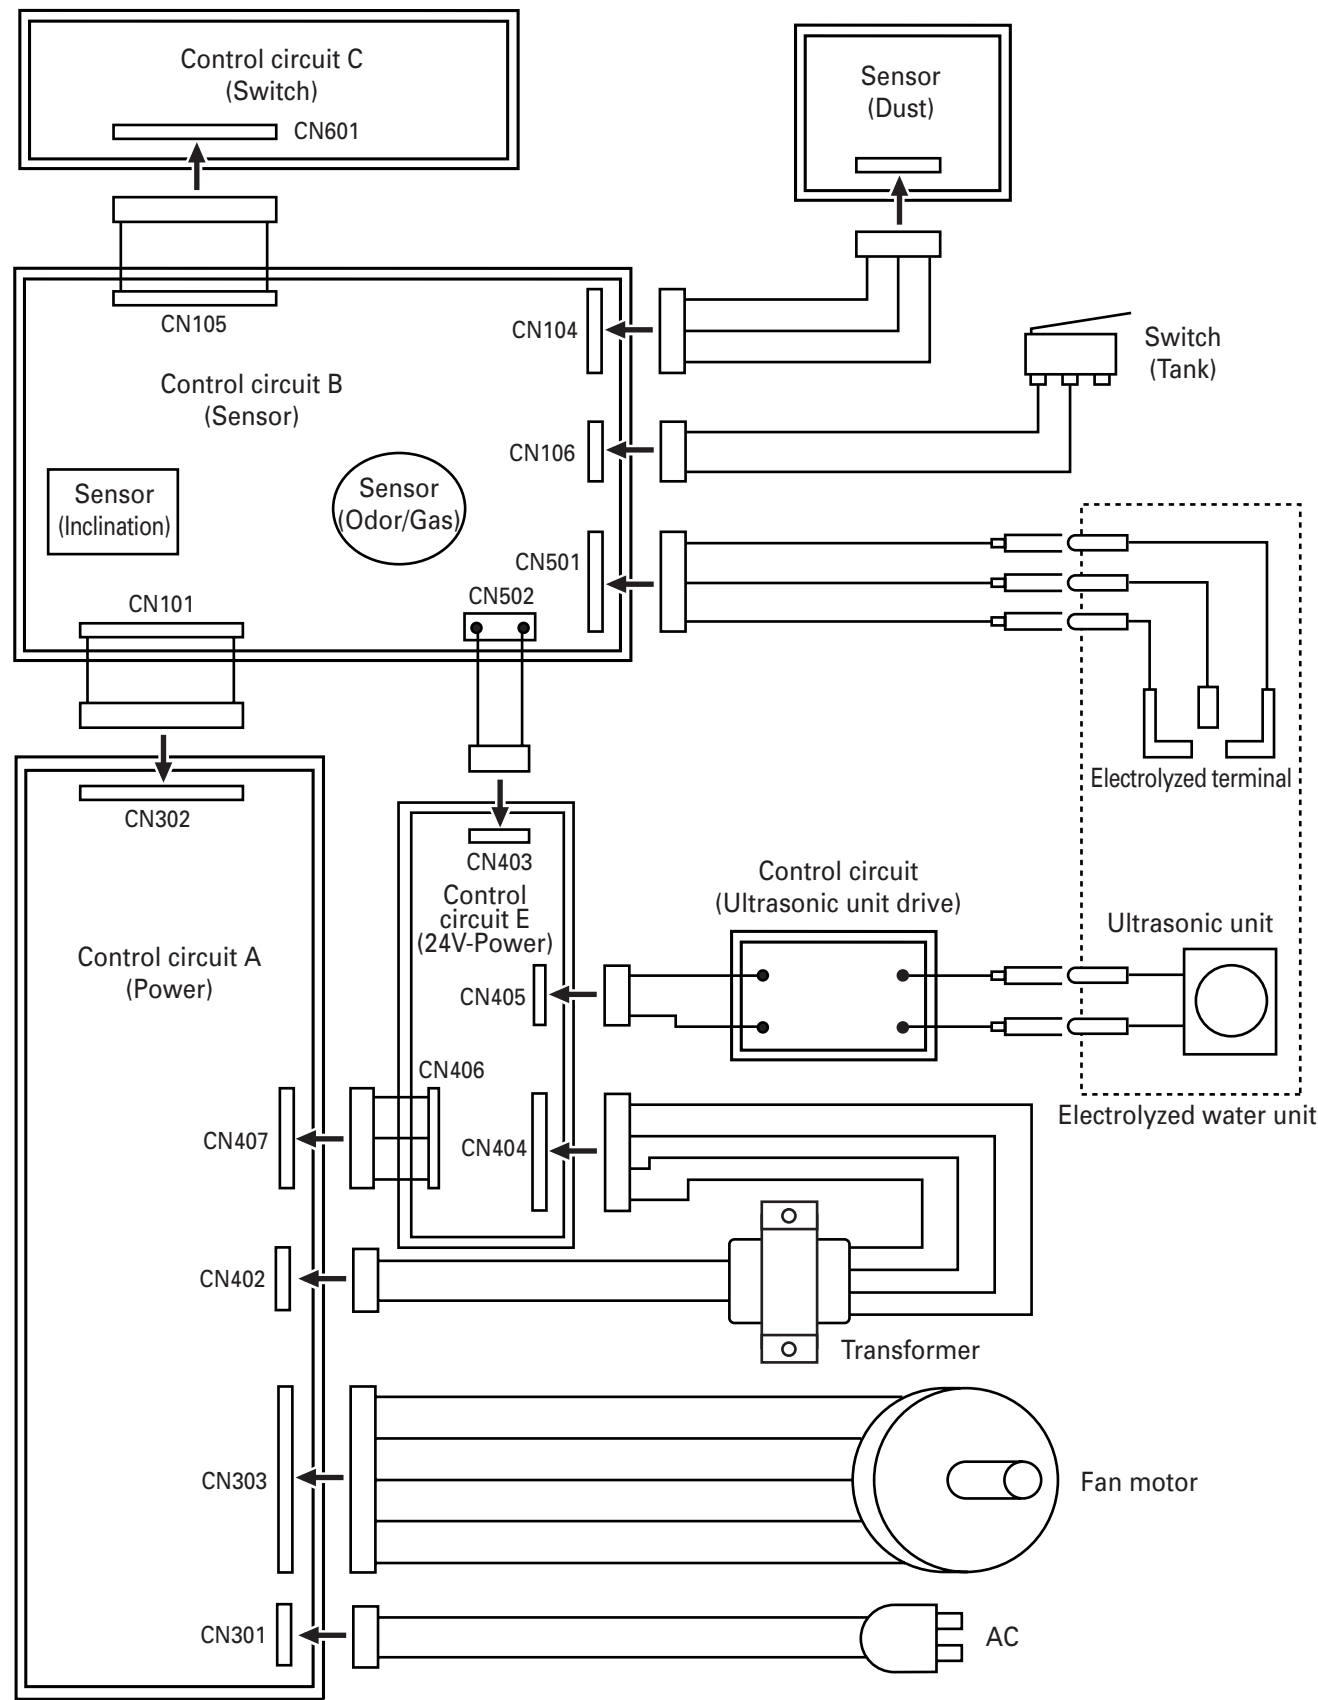 Control circuit C
(Switch)
CN601
Sensor
(Dust)
CN105
CN104
Switch
(Tank)
Control circuit B
(Sensor)
CN106
Sensor
(Inclination)
Sensor
(Odor/Gas)
CN501
CN502
CN101
Electrolyzed terminal
CN302
CN403
Control
circuit E
(24V-Power)
Control circuit
(Ultrasonic unit drive)
Ultrasonic unit
Control circuit A
(Power)
CN405
CN406
Electrolyzed water unit
CN407
CN404
CN402
Transformer
CN303
Fan motor
CN301
AC